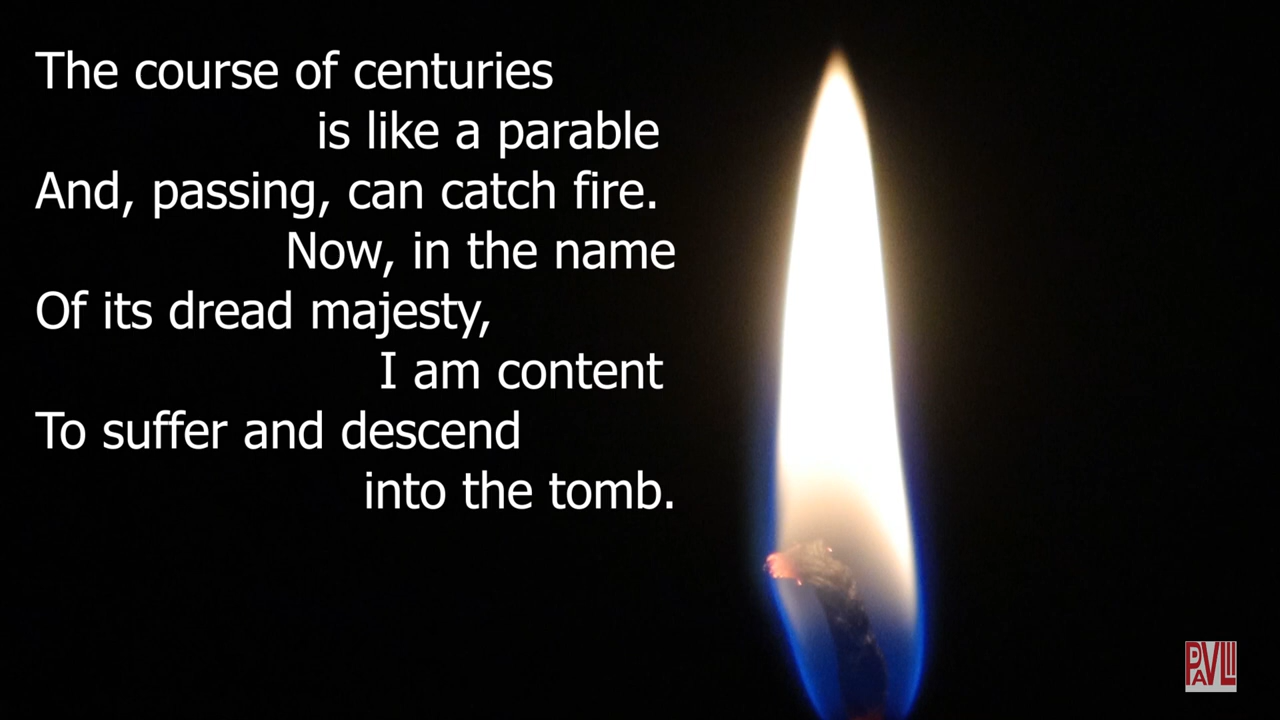 The course of centuries
is like a parable
And, passing, can catch fire.
Now, in the name
Of its dread majesty,
I am content
To suffer and descend
into the tomb.